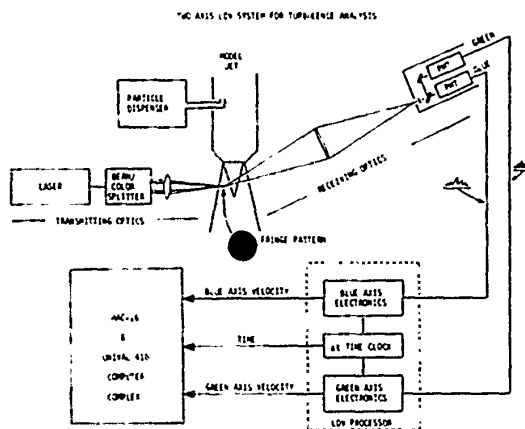 TWO AXIS LDV SYSTEM FOR TURBULENCE ANALYSIS
MODEL
JET
PARTICLE
DISPENSER
PMT
GREEN
PMT
BLUE
LASER
BEAM/
COLOR
SPLITTER
TRANSMITTING OPTICS
RECEIVING OPTICS
FRINGE PATTERN
&
COMPUTER
COMPLEX
BLUE AXIS VELOCITY
TIME
GREEN AXIS VELOCITY
BLUE AXIS
ELECTRONICS
TIME CLOCK
GREEN AXIS
ELECTRONICS
LDV PROCESSOR